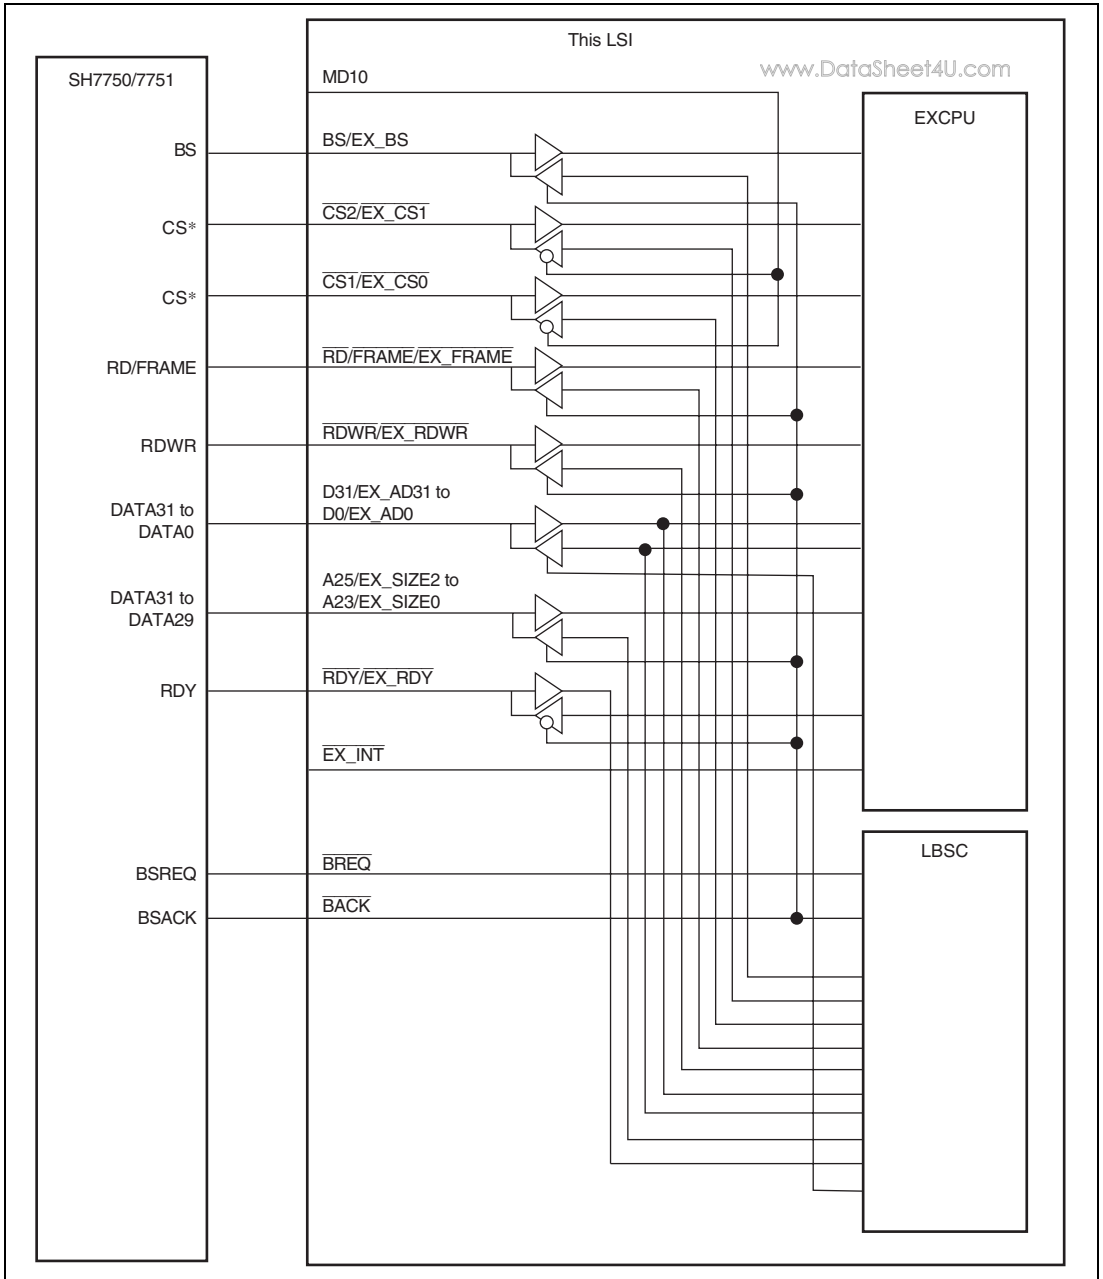 This LSI
www.DataSheet4U.com
SH7750/7751
MD10
EXCPU
BS
BS/EX_BS
CS*
CS2/EX_CS1
CS*
CS1/EX_CS0
RD/FRAME
RD/FRAME/EX_FRAME
RDWR
RDWR/EX_RDWR
DATA31 to
DATA0
D31/EX_AD31 to
D0/EX_AD0
DATA31 to
DATA29
A25/EX_SIZE2 to
A23/EX_SIZE0
RDY
RDY/EX_RDY
EX_INT
LBSC
BSREQ
BREQ
BSACK
BACK